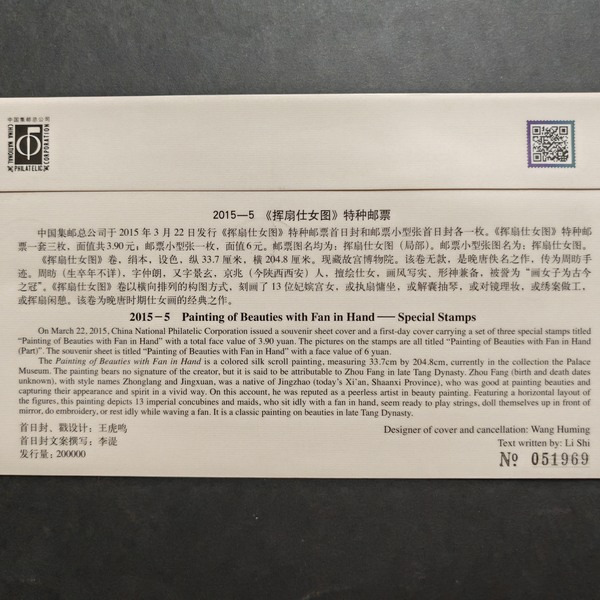 中国集邮总公司
CHINA NATIONAL
PHILATELIC
CORPORATION
2015—5 《挥扇仕女图》特种邮票
中国集邮总公司于 2015 年 3 月 22 日发行《挥扇仕女图》特种邮票首日封和邮票小型张首日封各一枚。《挥扇仕女图》特种邮
票一套三枚，面值共3.90元；邮票小型张一枚，面值6元。邮票图名均为：挥扇仕女图（局部）。邮票小型张图名为：挥扇仕女图。
《挥扇仕女图》卷，绢本，设色，纵 33.7 厘米，横 204.8 厘米。现藏故宫博物院。该卷无款，是晚唐佚名之作，传为周昉手
迹。周昉（生卒年不详），字仲朗，又字景玄，京兆（今陕西西安）人，擅绘仕女，画风写实，形神兼备，被誉为“画女子为古今
之冠”。《挥扇仕女图》卷以横向排列的构图方式，刻画了 13 位妃嫔宫女，或执扇慵坐，或解囊抽琴，或对镜理妆，或绣案做工，
或挥扇闲憩。该卷为晚唐时期仕女画的经典之作。
2015－5 Painting of Beauties with Fan in Hand — Special Stamps
On March 22, 2015, China National Philatelic Corporation issued a souvenir sheet cover and a first-day cover carrying a set of three special stamps titled
“Painting of Beauties with Fan in Hand” with a total face value of 3.90 yuan. The pictures on the stamps are all titled “Painting of Beauties with Fan in Hand
(Part)”. The souvenir sheet is titled “Painting of Beauties with Fan in Hand” with a face value of 6 yuan.
The Painting of Beauties with Fan in Hand is a colored silk scroll painting, measuring 33.7cm by 204.8cm, currently in the collection the Palace
Museum. The painting bears no signature of the creator, but it is said to be attributable to Zhou Fang in late Tang Dynasty. Zhou Fang (birth and death dates
unknown), with style names Zhonglang and Jingxuan, was a native of Jingzhao (today’s Xi’an, Shaanxi Province), who was good at painting beauties and
capturing their appearance and spirit in a vivid way. On this account, he was reputed as a peerless artist in beauty painting. Featuring a horizontal layout of
the figures, this painting depicts 13 imperial concubines and maids, who sit idly with a fan in hand, seem ready to play strings, doll themselves up in front of
mirror, do embroidery, or rest idly while waving a fan. It is a classic painting on beauties in late Tang Dynasty.
首日封、戳设计：王虎鸣
首日封文案撰写：李湜
发行量：200000
Designer of cover and cancellation: Wang Huming
Text written by: Li Shi
№ 051969